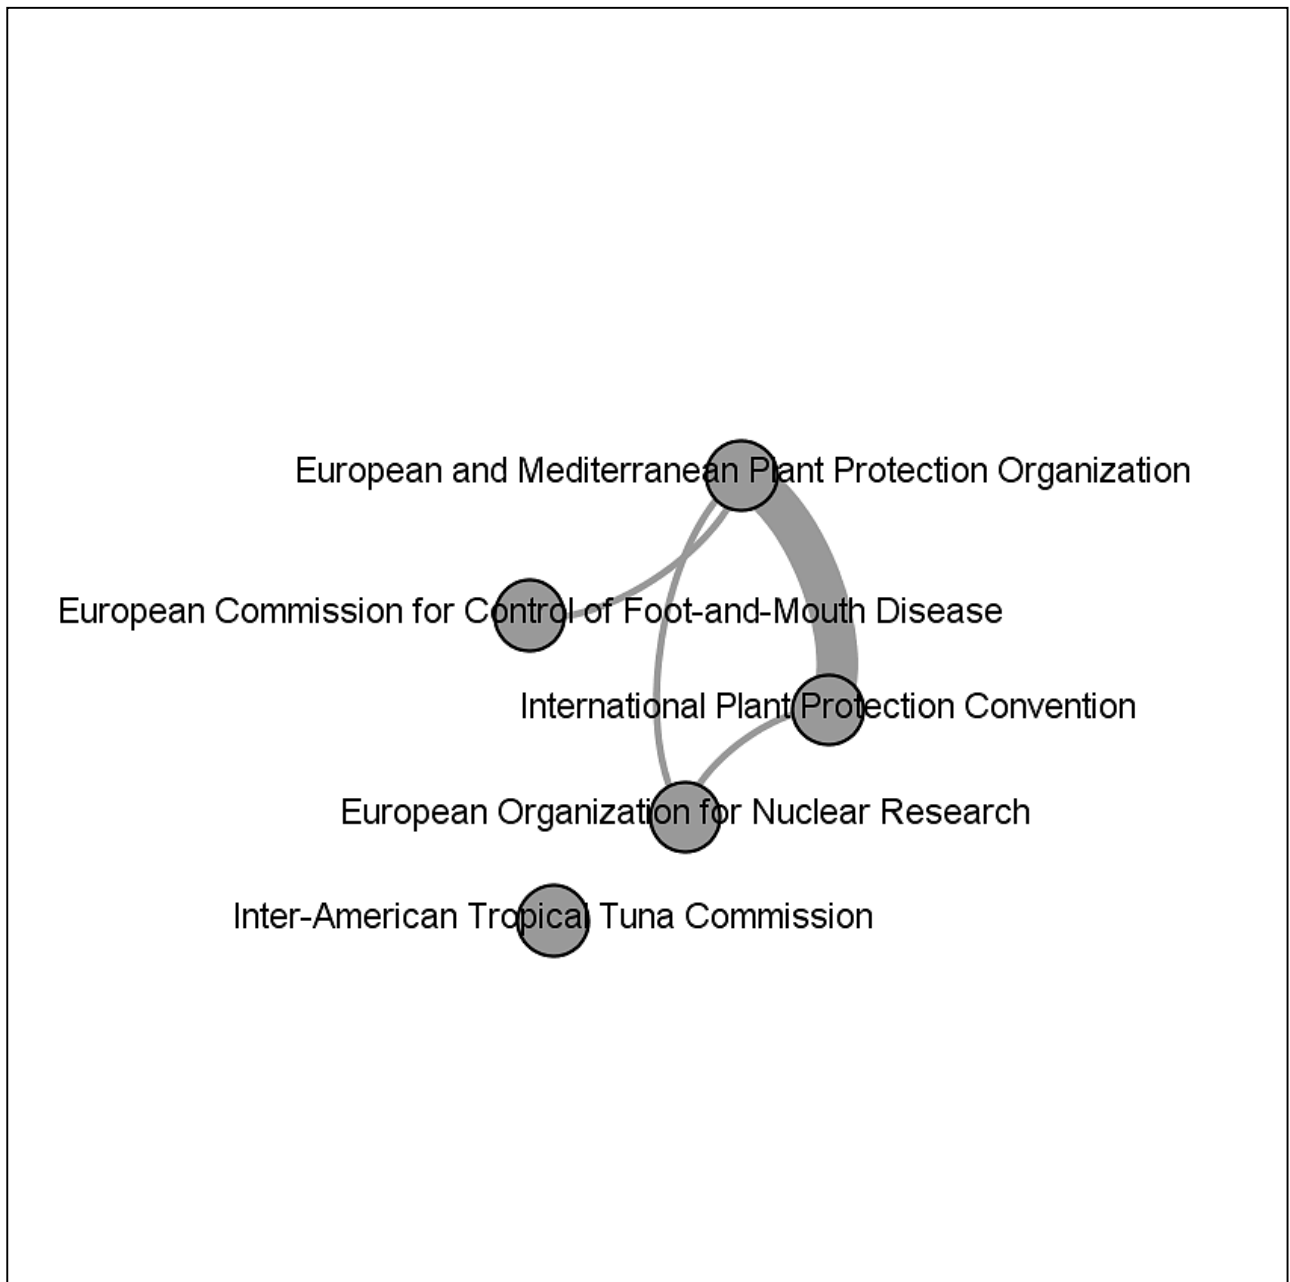 European and Mediterranean Plant Protection Organization
European Commission for Control of Foot-and-Mouth Disease
International Plant Protection Convention
European Organization for Nuclear Research
Inter-American Tropical Tuna Commission